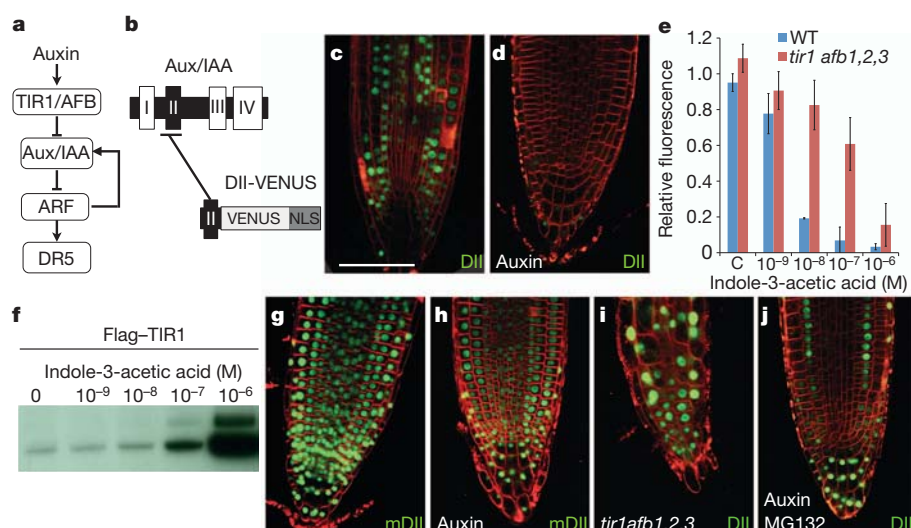 a
Auxin
TIR1/AFB
Aux/IAA
ARF
DR5
b
Aux/IAA
I
II
III
IV
DII-VENUS
II
VENUS
NLS
c
DII
d
Auxin
DII
e
WT
tir1 afb1,2,3
Relative fluorescence
1.2
1.0
0.8
0.6
0.4
0.2
0
C
10⁻⁹
10⁻⁸
10⁻⁷
10⁻⁶
Indole-3-acetic acid (M)
f
Flag–TIR1
Indole-3-acetic acid (M)
0
10⁻⁹
10⁻⁸
10⁻⁷
10⁻⁶
g
mDII
h
Auxin
mDII
i
tir1afb1,2,3
DII
j
Auxin
MG132
DII